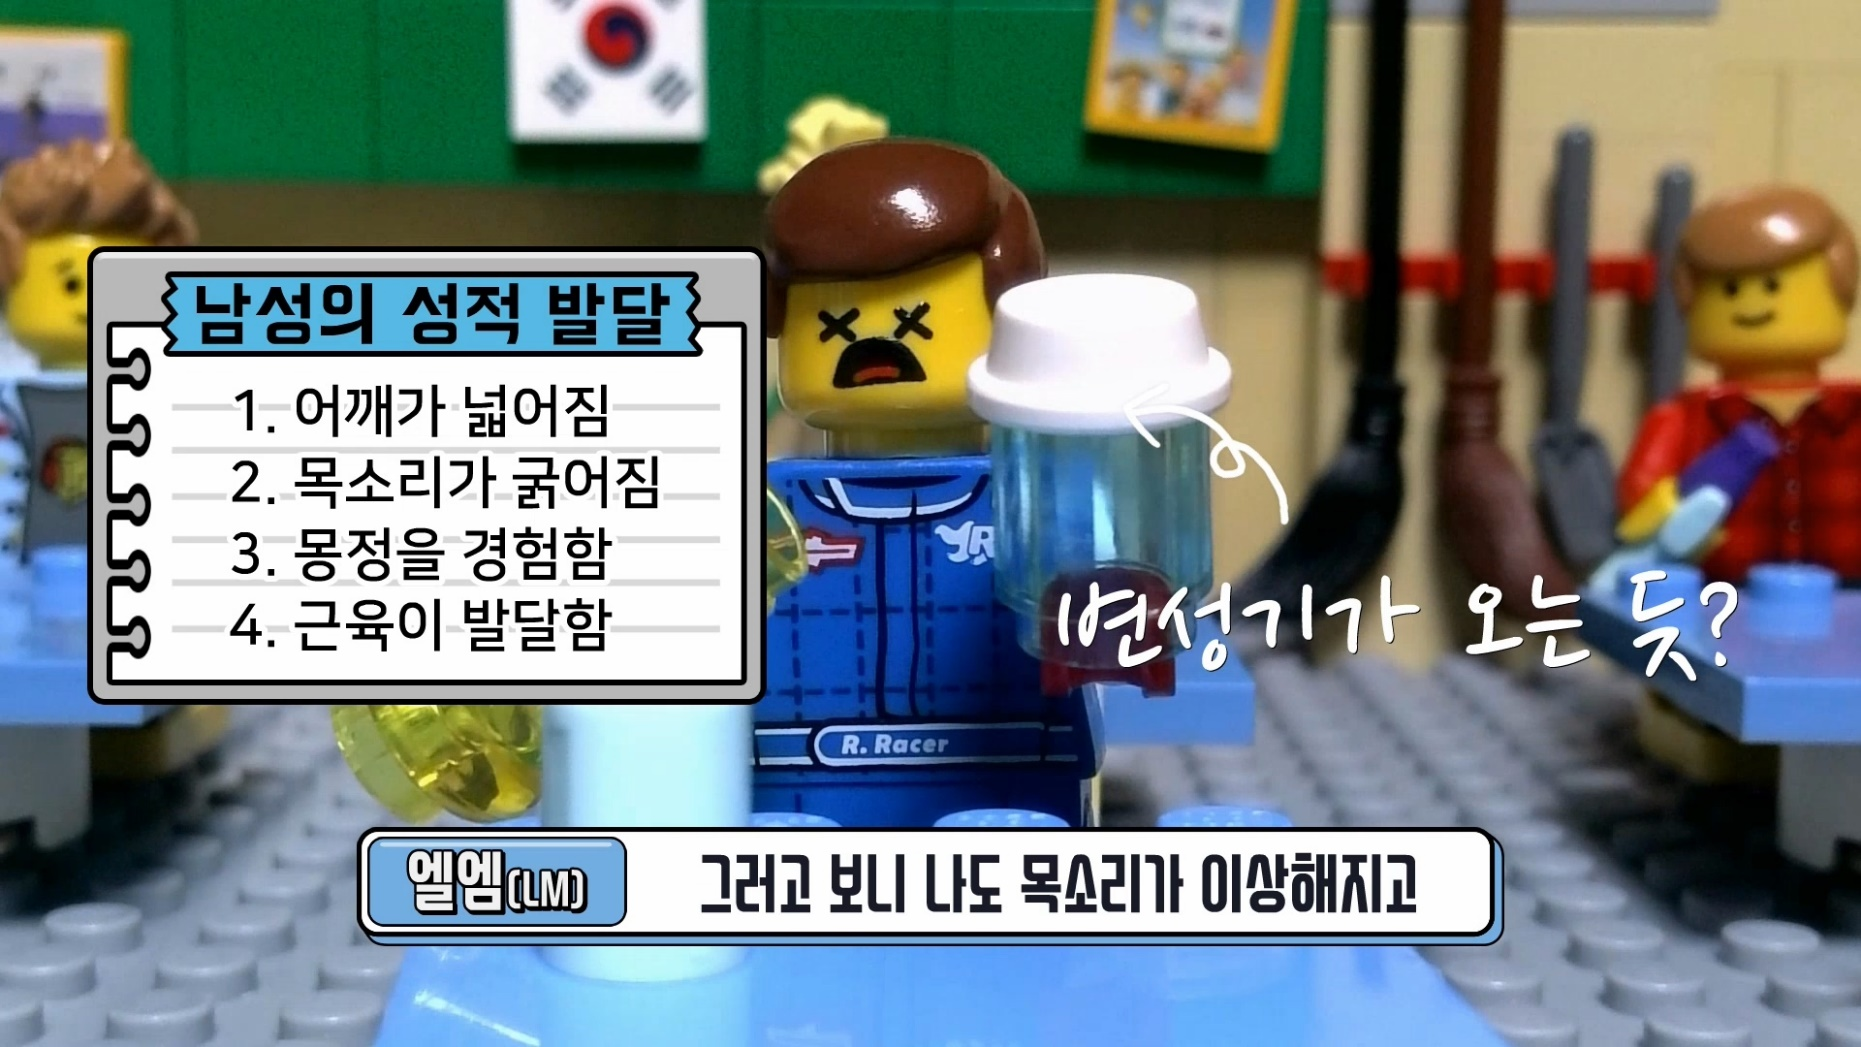 남성의 성적 발달
1. 어깨가 넓어짐
2. 목소리가 굵어짐
3. 몽정을 경험함
4. 근육이 발달함
변성기가 오는 듯?
R. Racer
엘엠(LM) 그러고 보니 나도 목소리가 이상해지고